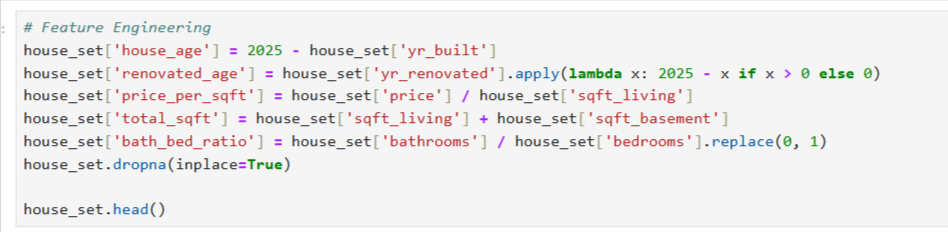 # Feature Engineering
house_set['house_age'] = 2025 - house_set['yr_built']
house_set['renovated_age'] = house_set['yr_renovated'].apply(lambda x: 2025 - x if x > 0 else 0)
house_set['price_per_sqft'] = house_set['price'] / house_set['sqft_living']
house_set['total_sqft'] = house_set['sqft_living'] + house_set['sqft_basement']
house_set['bath_bed_ratio'] = house_set['bathrooms'] / house_set['bedrooms'].replace(0, 1)
house_set.dropna(inplace=True)
house_set.head()